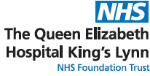 NHS
The Queen Elizabeth
Hospital King's Lynn
NHS Foundation Trust